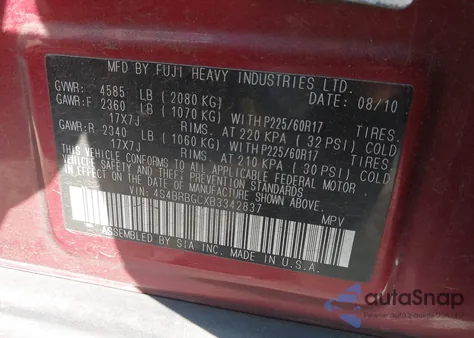 MFD BY FUJI HEAVY INDUSTRIES LTD.
GVWR: 4585 LB (2080 KG) DATE: 08/10
GAWR:F 2360 LB (1070 KG) WITH P225/60R17 TIRES,
17X7J RIMS, AT 220 KPA (32 PSI) COLD
GAWR:R 2340 LB (1060 KG) WITH P225/60R17 TIRES,
17X7J RIMS, AT 210 KPA (30 PSI) COLD
THIS VEHICLE CONFORMS TO ALL APPLICABLE FEDERAL MOTOR
VEHICLE SAFETY, BUMPER, AND THEFT PREVENTION
STANDARDS IN EFFECT ON THE DATE OF MANUFACTURE SHOWN ABOVE.
VIN: 4S4BRBGCXB3342837 MPV
ASSEMBLED BY SIA-INC. MADE IN U.S.A.
autoSnap